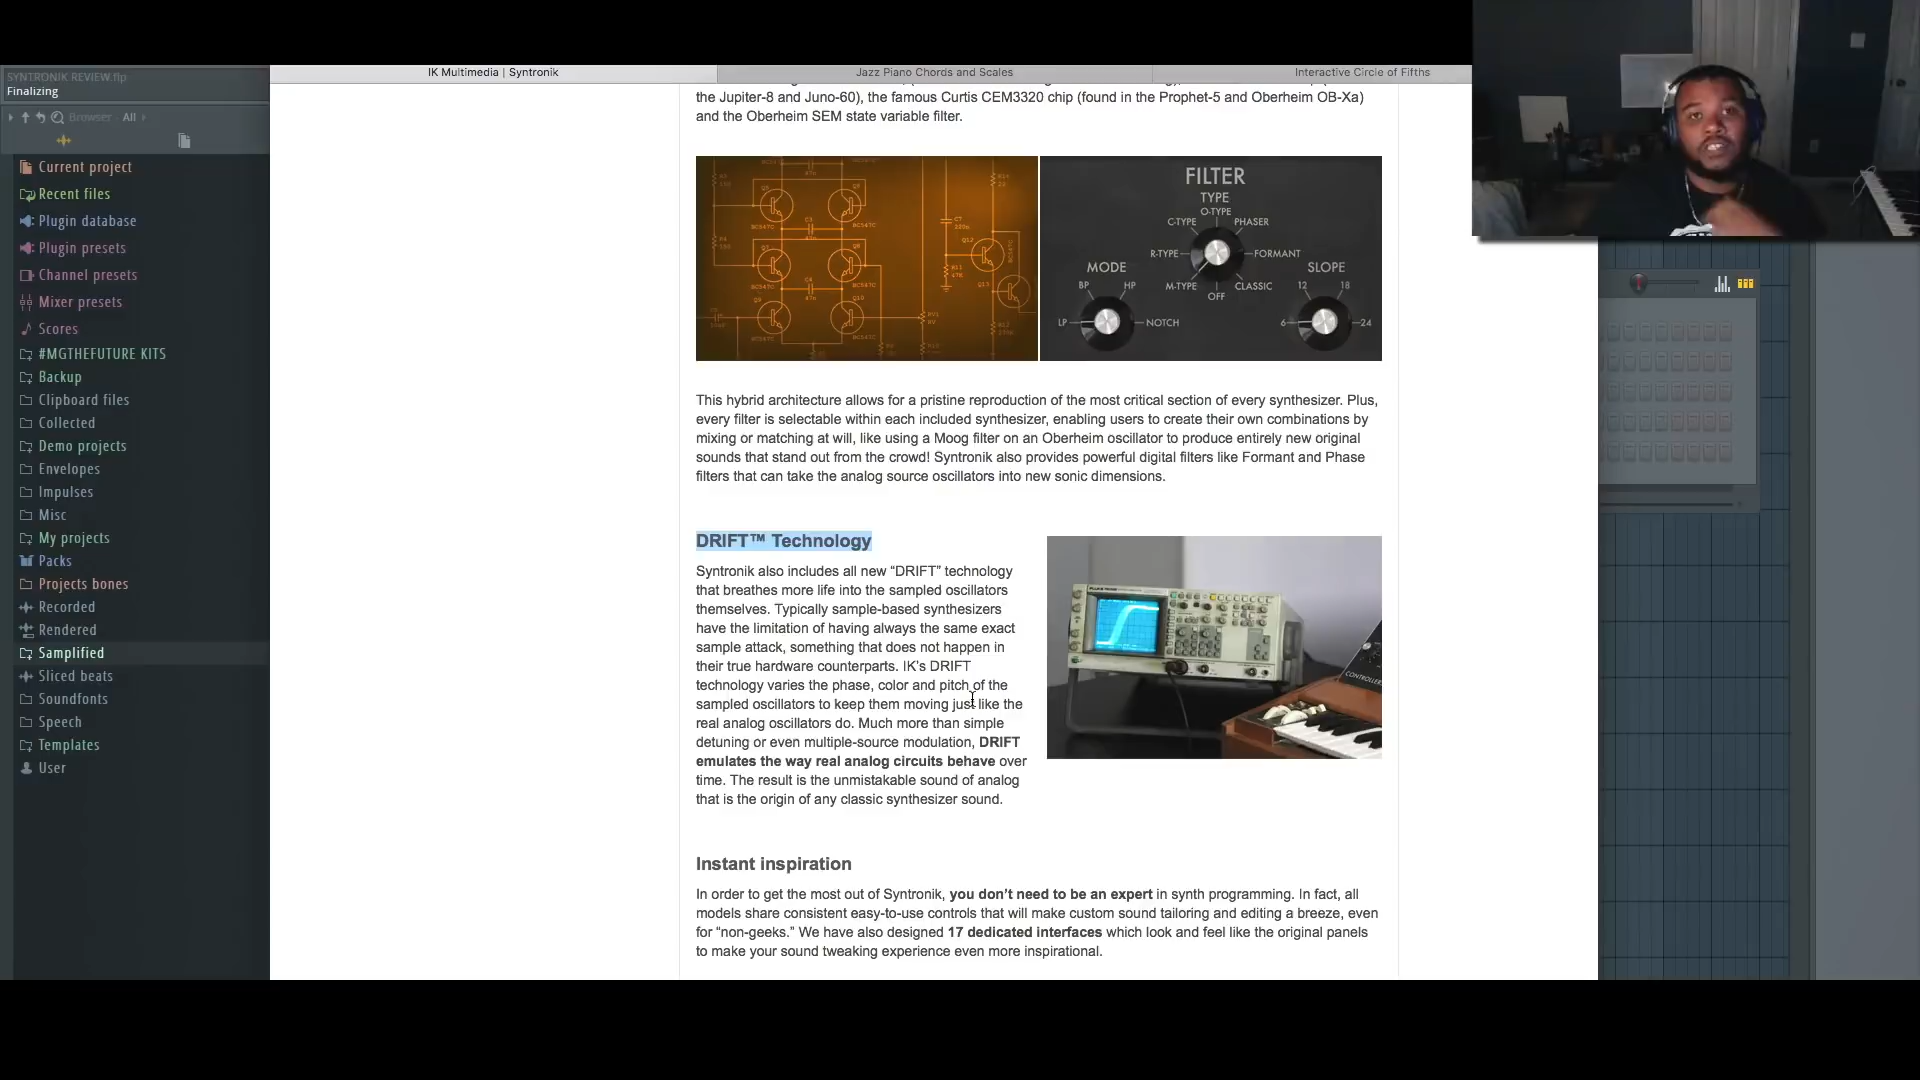 SYNTRONIK REVIEW.flp
Finalizing
Browser - All
Current project
Recent files
Plugin database
Plugin presets
Channel presets
Mixer presets
Scores
#MGTHEFUTURE KITS
Backup
Clipboard files
Collected
Demo projects
Envelopes
Impulses
Misc
My projects
Packs
Projects bones
Recorded
Rendered
Samplified
Sliced beats
Soundfonts
Speech
Templates
User
IK Multimedia | Syntronik
Jazz Piano Chords and Scales
Interactive Circle of Fifths
the Jupiter-8 and Juno-60), the famous Curtis CEM3320 chip (found in the Prophet-5 and Oberheim OB-Xa)
and the Oberheim SEM state variable filter.
FILTER
TYPE
O-TYPE
C-TYPE
PHASER
R-TYPE
FORMANT
M-TYPE
CLASSIC
OFF
MODE
BP
HP
LP
NOTCH
SLOPE
12
18
6
24
This hybrid architecture allows for a pristine reproduction of the most critical section of every synthesizer. Plus,
every filter is selectable within each included synthesizer, enabling users to create their own combinations by
mixing or matching at will, like using a Moog filter on an Oberheim oscillator to produce entirely new original
sounds that stand out from the crowd! Syntronik also provides powerful digital filters like Formant and Phase
filters that can take the analog source oscillators into new sonic dimensions.
DRIFT™ Technology
Syntronik also includes all new “DRIFT” technology
that breathes more life into the sampled oscillators
themselves. Typically sample-based synthesizers
have the limitation of having always the same exact
sample attack, something that does not happen in
their true hardware counterparts. IK's DRIFT
technology varies the phase, color and pitch of the
sampled oscillators to keep them moving just like the
real analog oscillators do. Much more than simple
detuning or even multiple-source modulation, DRIFT
emulates the way real analog circuits behave over
time. The result is the unmistakable sound of analog
that is the origin of any classic synthesizer sound.
Instant inspiration
In order to get the most out of Syntronik, you don’t need to be an expert in synth programming. In fact, all
models share consistent easy-to-use controls that will make custom sound tailoring and editing a breeze, even
for “non-geeks.” We have also designed 17 dedicated interfaces which look and feel like the original panels
to make your sound tweaking experience even more inspirational.